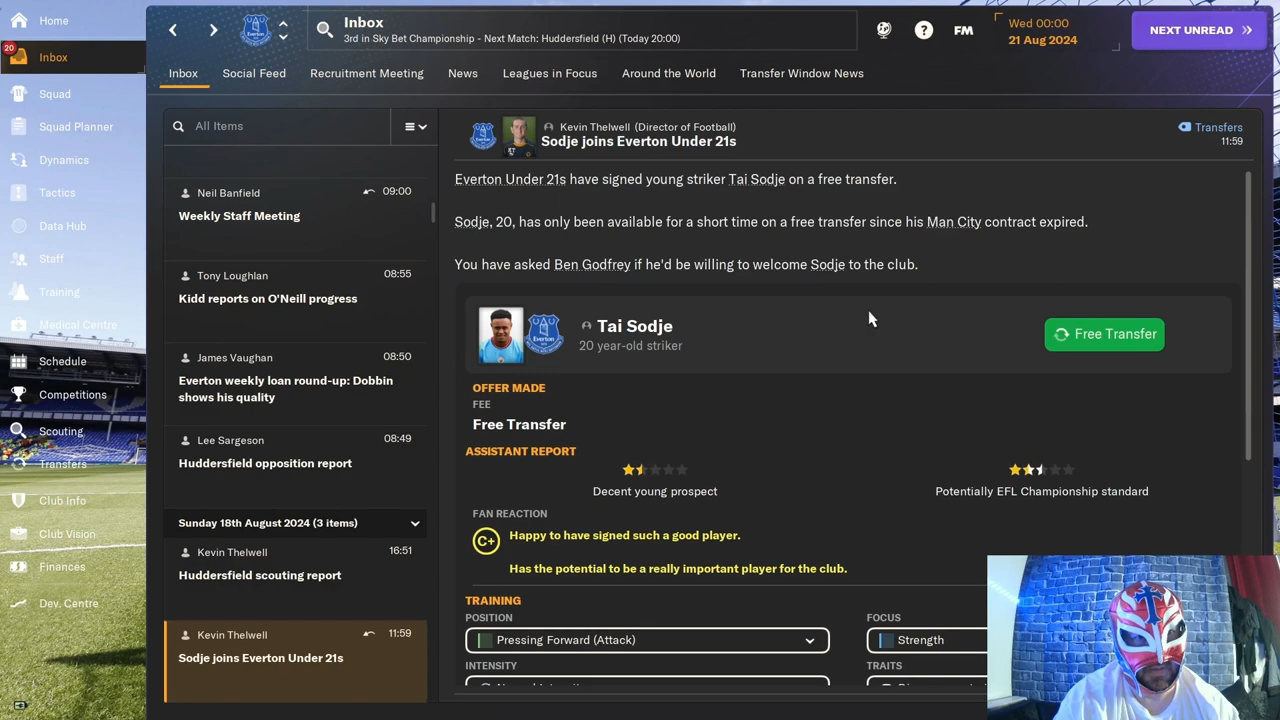 Home
20
Inbox
Squad
Squad Planner
Dynamics
Tactics
Data Hub
Staff
Training
Medical Centre
Schedule
Competitions
Scouting
Transfers
Club Info
Club Vision
Finances
Dev. Centre
Inbox
3rd in Sky Bet Championship - Next Match: Huddersfield (H) (Today 20:00)
?
FM
Wed 00:00
21 Aug 2024
NEXT UNREAD
Inbox
Social Feed
Recruitment Meeting
News
Leagues in Focus
Around the World
Transfer Window News
All Items
Neil Banfield
09:00
Weekly Staff Meeting
Tony Loughlan
08:55
Kidd reports on O'Neill progress
James Vaughan
08:50
Everton weekly loan round-up: Dobbin
shows his quality
Lee Sargeson
08:49
Huddersfield opposition report
Sunday 18th August 2024 (3 items)
Kevin Thelwell
16:51
Huddersfield scouting report
Kevin Thelwell
11:59
Sodje joins Everton Under 21s
Kevin Thelwell (Director of Football)
Sodje joins Everton Under 21s
Transfers
11:59
Everton Under 21s have signed young striker Tai Sodje on a free transfer.
Sodje, 20, has only been available for a short time on a free transfer since his Man City contract expired.
You have asked Ben Godfrey if he'd be willing to welcome Sodje to the club.
Tai Sodje
20 year-old striker
Free Transfer
OFFER MADE
FEE
Free Transfer
ASSISTANT REPORT
Decent young prospect
Potentially EFL Championship standard
FAN REACTION
C+
Happy to have signed such a good player.
Has the potential to be a really important player for the club.
TRAINING
POSITION
Pressing Forward (Attack)
FOCUS
Strength
INTENSITY
TRAITS